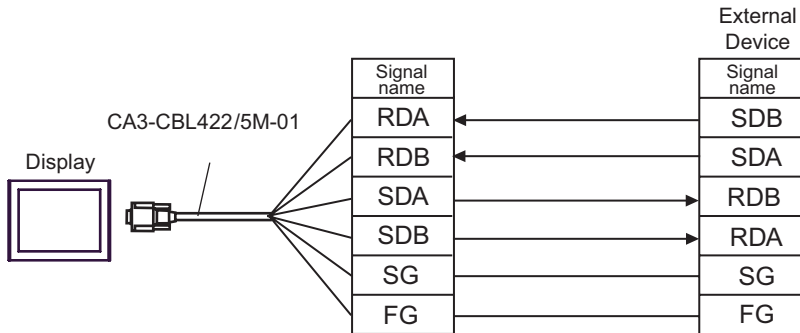 External
Device
Signal
name
Signal
name
CA3-CBL422/5M-01
RDA
SDB
Display
RDB
SDA
SDA
RDB
SDB
RDA
SG
SG
FG
FG